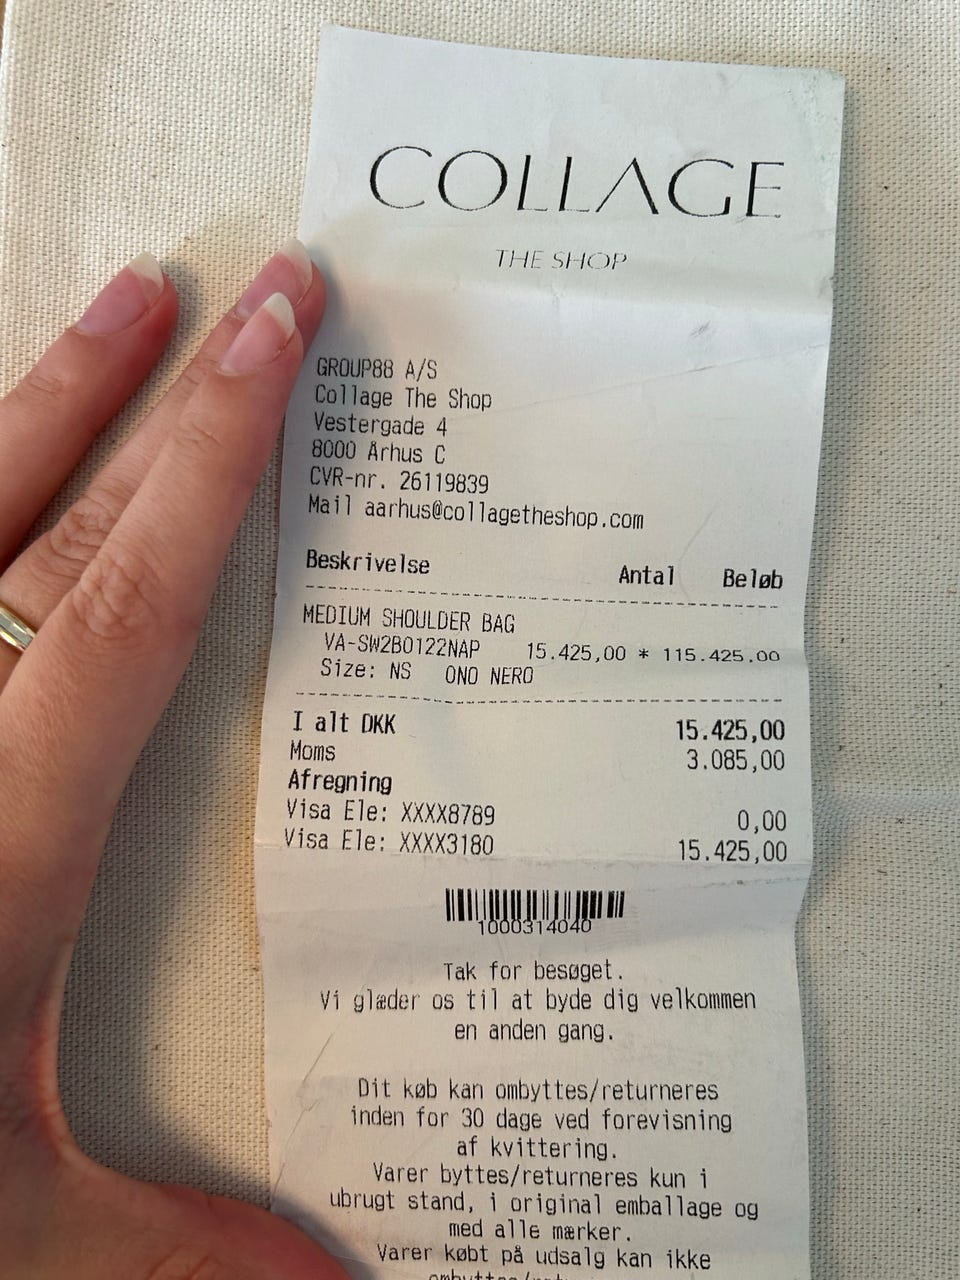 COLLAGE
THE SHOP
GROUP88 A/S
Collage The Shop
Vestergade 4
8000 Århus C
CVR-nr. 26119839
Mail aarhus@collagetheshop.com
Beskrivelse Antal Beløb
MEDIUM SHOULDER BAG
VA-SW2B0122NAP 15.425,00 * 115.425,00
Size: NS ONO NERO
I alt DKK 15.425,00
Moms 3.085,00
Afregning
Visa Ele: XXXX8789 0,00
Visa Ele: XXXX3180 15.425,00
1000314040
Tak for besøget.
Vi glæder os til at byde dig velkommen
en anden gang.
Dit køb kan ombyttes/returneres
inden for 30 dage ved forevisning
af kvittering.
Varer byttes/returneres kun i
ubrugt stand, i original emballage og
med alle mærker.
Varer købt på udsalg kan ikke